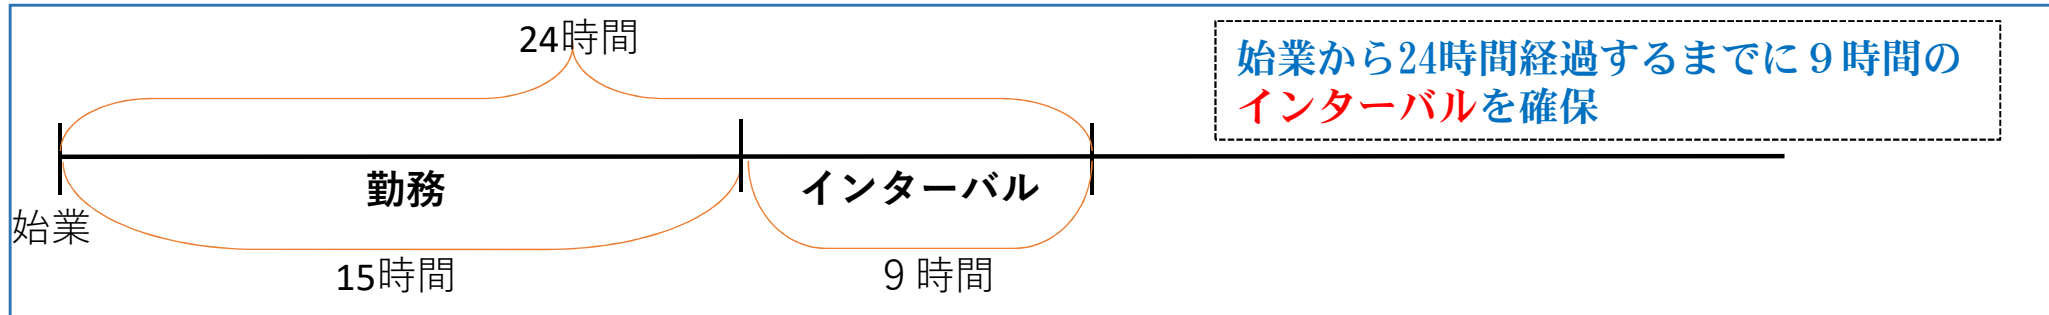 24時間
始業から24時間経過するまでに９時間の
インターバルを確保
勤務
インターバル
始業
15時間
９時間